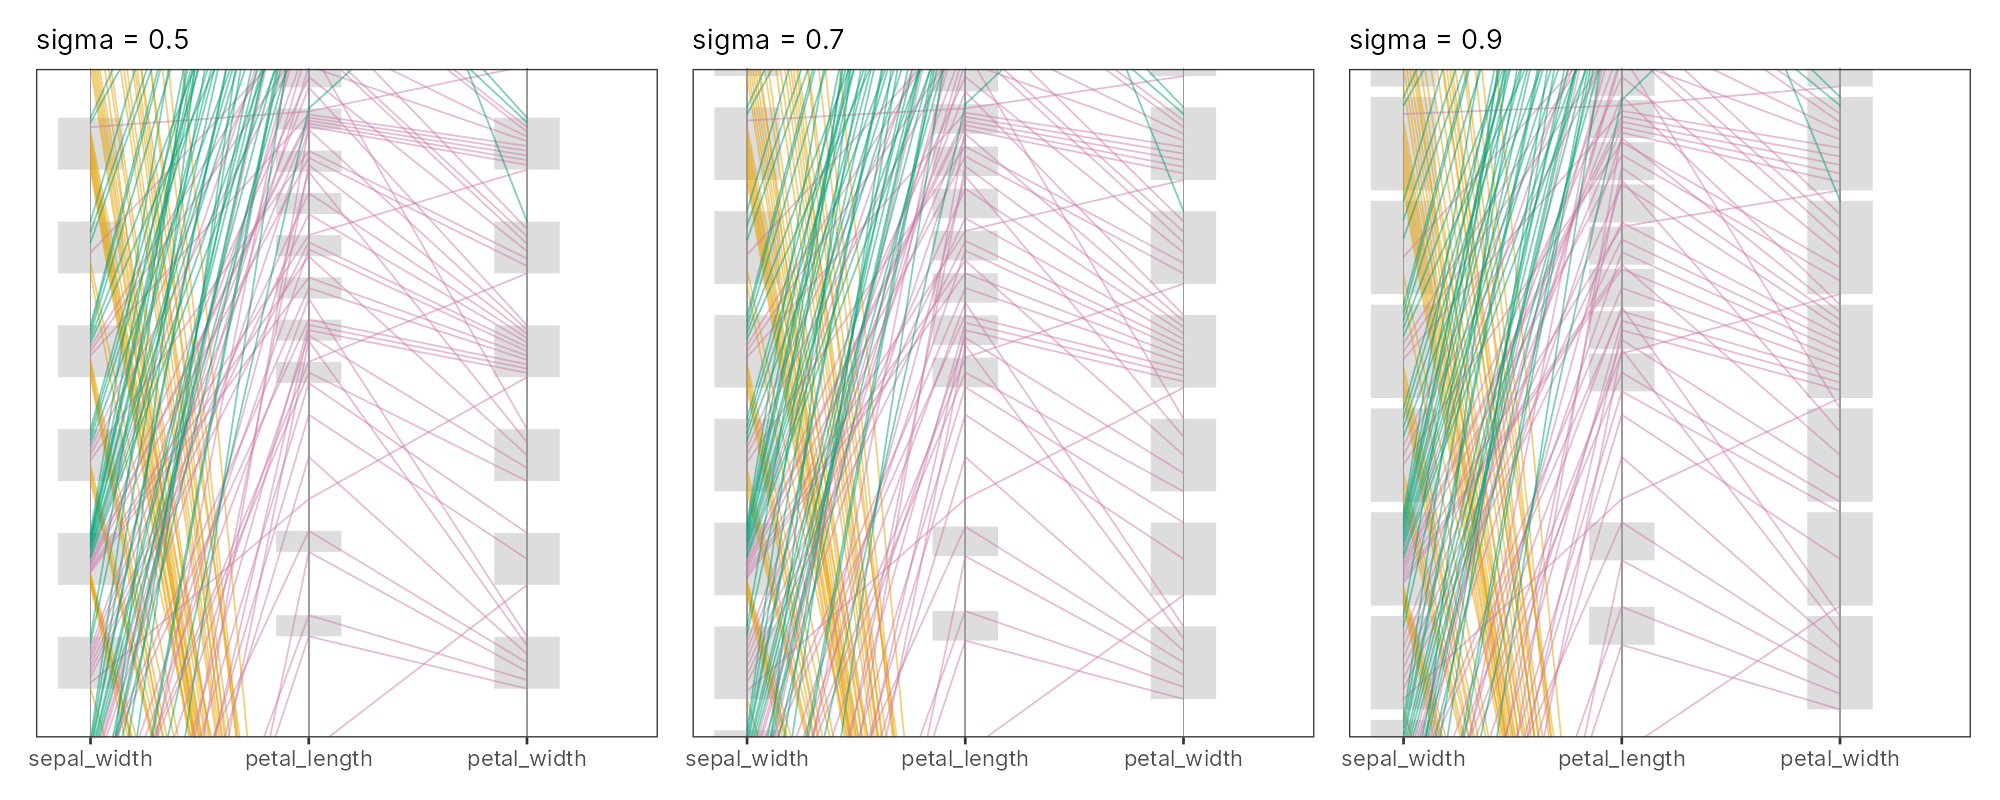 sigma = 0.5
sigma = 0.7
sigma = 0.9
sepal_width petal_length petal_width
sepal_width petal_length petal_width
sepal_width petal_length petal_width